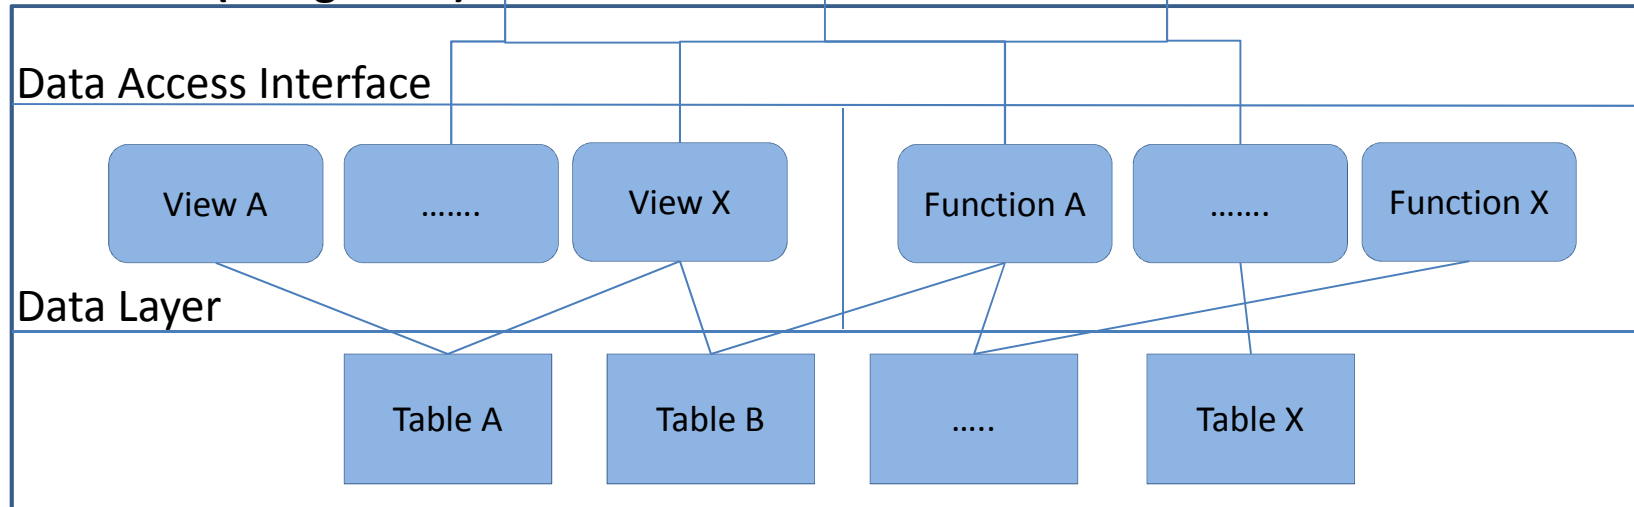 Data Access Interface
View A
.......
View X
Function A
.......
Function X
Data Layer
Table A
Table B
.....
Table X